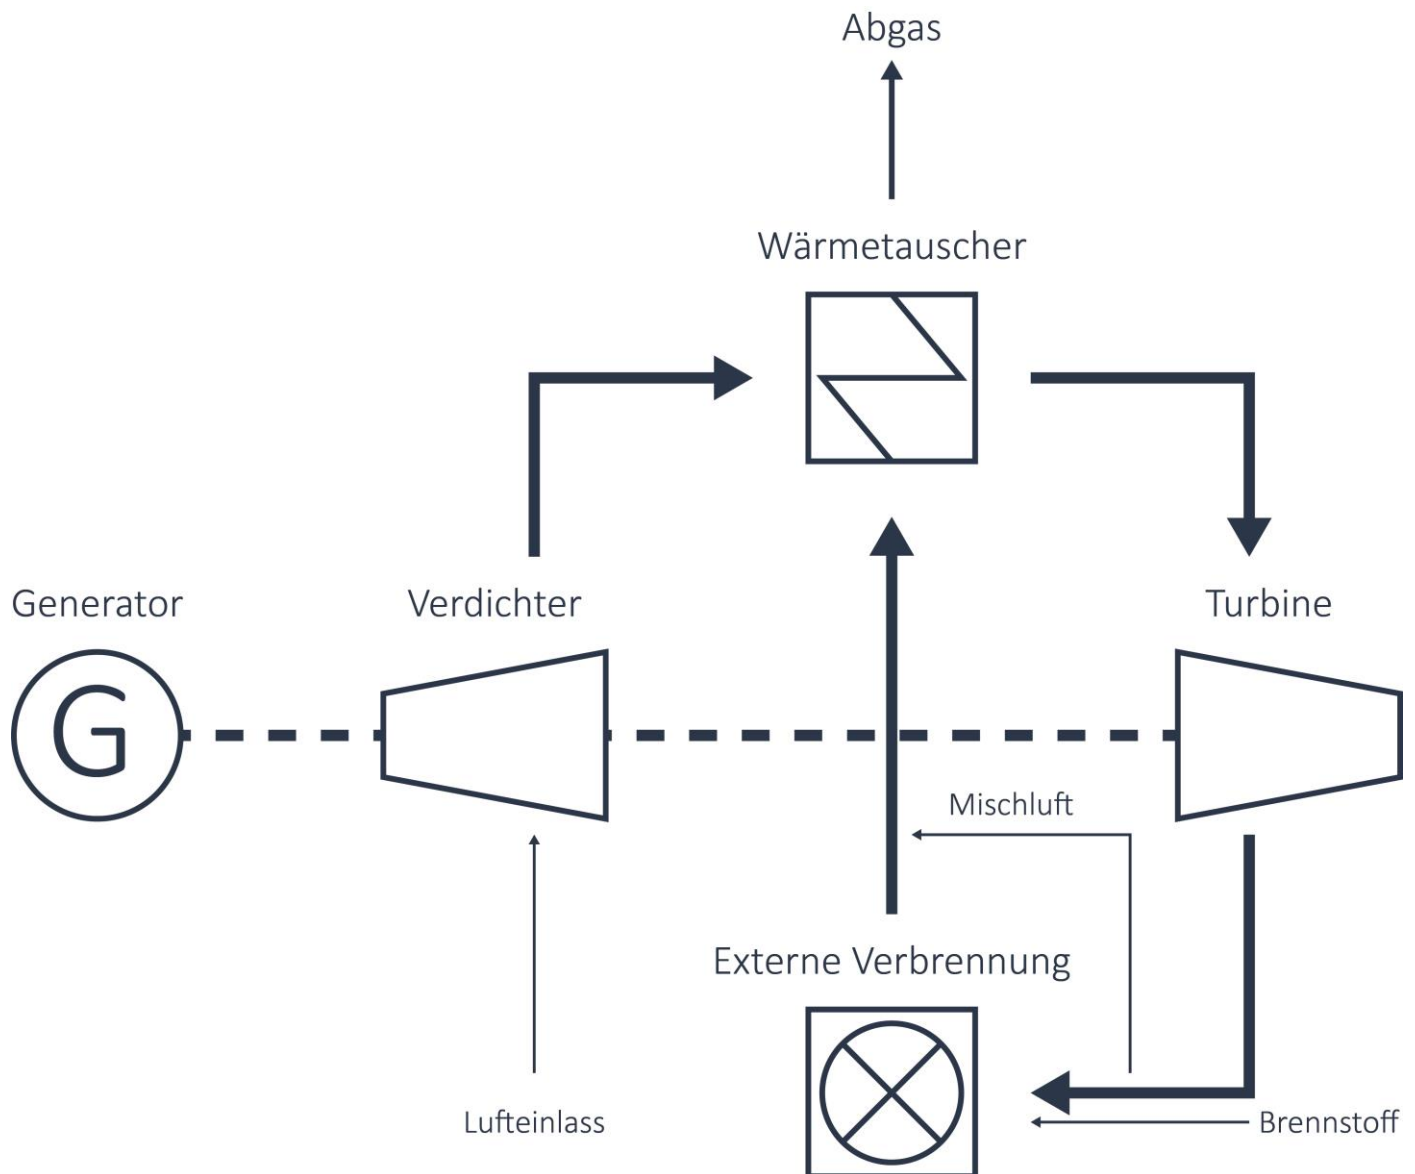 Abgas
Wärmetauscher
Generator
Verdichter
Turbine
G
Mischluft
Externe Verbrennung
Lufteinlass
Brennstoff